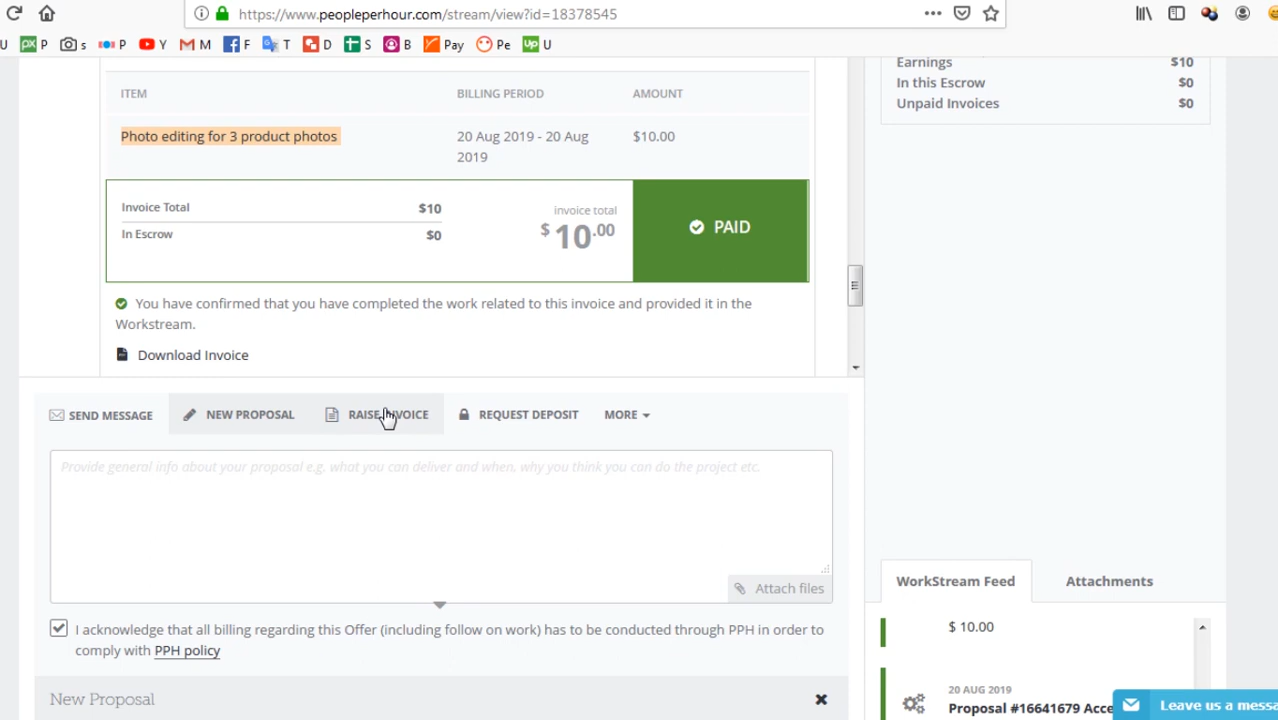 https://www.peopleperhour.com/stream/view?id=18378545
U P s P M F T D S B Pay Pe U
ITEM BILLING PERIOD AMOUNT
Photo editing for 3 product photos 20 Aug 2019 - 20 Aug 2019 $10.00
Invoice Total $10
In Escrow $0
invoice total
$10.00
PAID
You have confirmed that you have completed the work related to this invoice and provided it in the
Workstream.
Download Invoice
Earnings $10
In this Escrow $0
Unpaid Invoices $0
SEND MESSAGE NEW PROPOSAL RAISE INVOICE REQUEST DEPOSIT MORE
Provide general info about your proposal e.g. what you can deliver and when, why you think you can do the project etc.
Attach files
I acknowledge that all billing regarding this Offer (including follow on work) has to be conducted through PPH in order to
comply with PPH policy
New Proposal
WorkStream Feed Attachments
$ 10.00
20 AUG 2019
Proposal #16641679 Acce
Leave us a messa